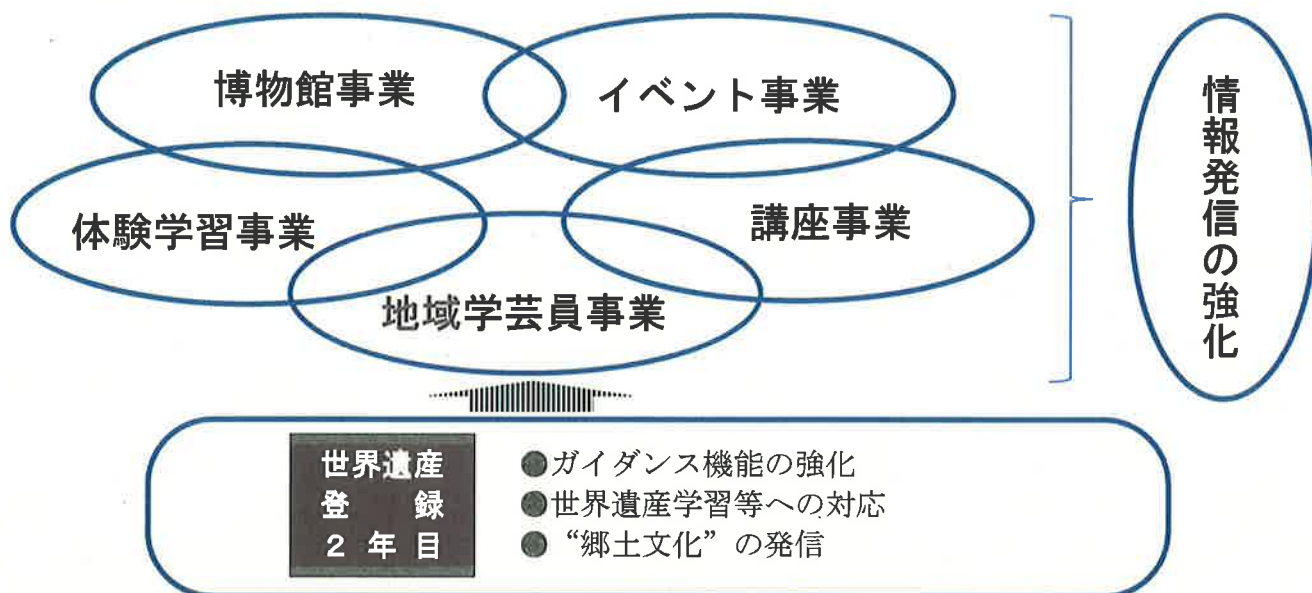 博物館事業
イベント事業
体験学習事業
講座事業
地域学芸員事業
情報発信の強化
世界遺産
登録
2年目
●ガイダンス機能の強化
●世界遺産学習等への対応
●“郷土文化”の発信